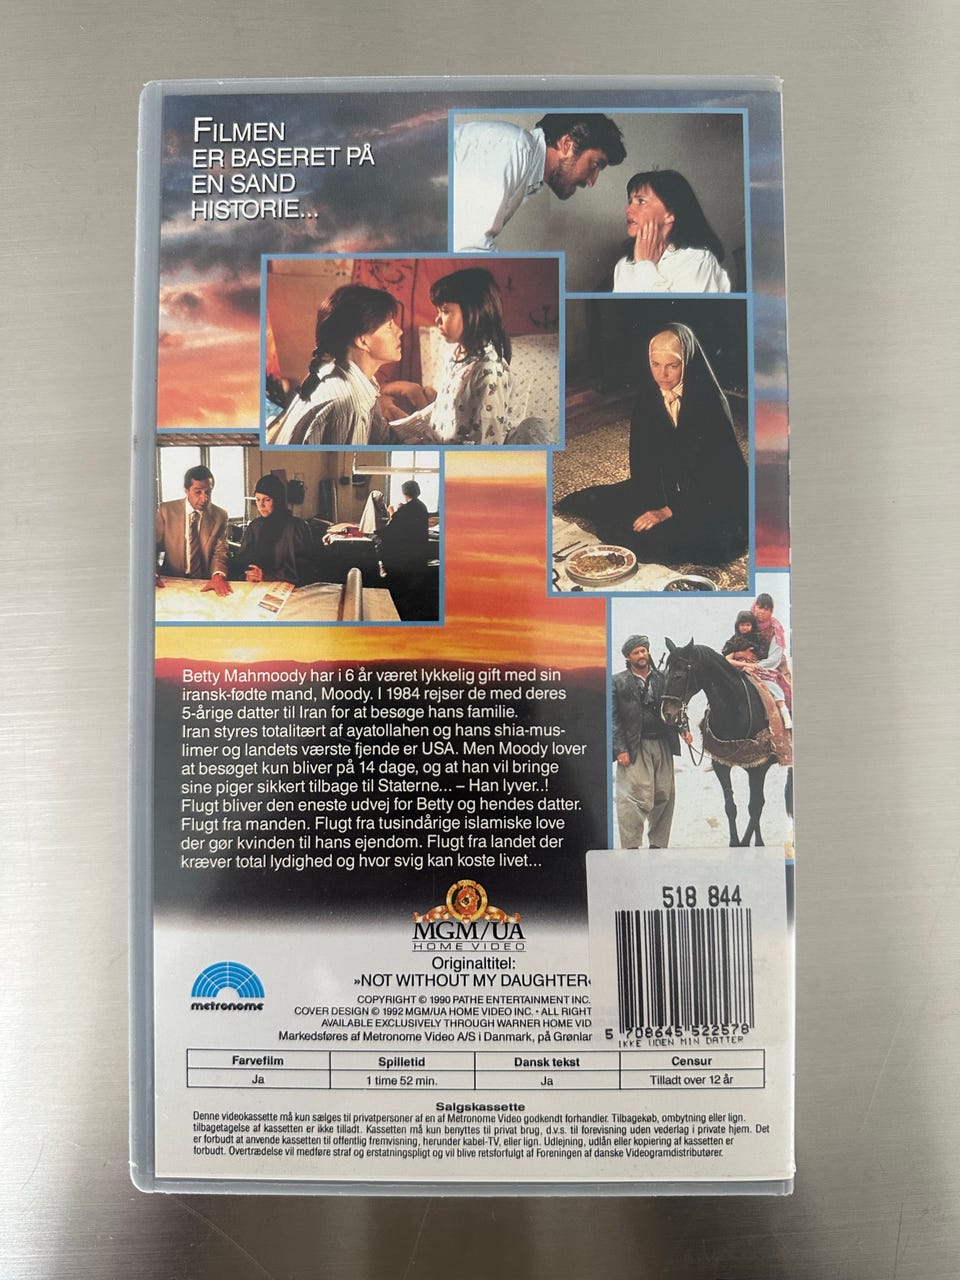 FILMEN
ER BASERET PÅ
EN SAND
HISTORIE...
Betty Mahmoody har i 6 år været lykkelig gift med sin
iransk-fødte mand, Moody. I 1984 rejser de med deres
5-årige datter til Iran for at besøge hans familie.
Iran styres totalitært af ayatollahen og hans shia-mus-
limer og landets værste fjende er USA. Men Moody lover
at besøget kun bliver på 14 dage, og at han vil bringe
sine piger sikkert tilbage til Staterne... – Han lyver..!
Flugt bliver den eneste udvej for Betty og hendes datter.
Flugt fra manden. Flugt fra tusindårige islamiske love
der gør kvinden til hans ejendom. Flugt fra landet der
kræver total lydighed og hvor svig kan koste livet...
518 844
MGM/UA
HOME VIDEO
Originaltitel:
»NOT WITHOUT MY DAUGHTER«
metronome
COPYRIGHT © 1990 PATHE ENTERTAINMENT INC.
COVER DESIGN © 1992 MGM/UA HOME VIDEO INC. • ALL RIGHT
AVAILABLE EXCLUSIVELY THROUGH WARNER HOME VID
Markedsføres af Metronome Video A/S i Danmark, på Grønlar
5 708645 522578
IKKE UDEN MIN DATTER
Farvefilm Spilletid Dansk tekst Censur
Ja 1 time 52 min. Ja Tilladt over 12 år
Salgskassette
Denne videokassette må kun sælges til privatpersoner af en af Metronome Video godkendt forhandler. Tilbagekøb, ombytning eller lign.
tilbagetagelse af kassetten er ikke tilladt. Kassetten må kun benyttes til privat brug, d.v.s. til forevisning uden vederlag i private hjem. Det
er forbudt at anvende kassetten til offentlig fremvisning, herunder kabel-TV, eller lign. Udlejning, udlån eller kopiering af kassetten er
forbudt. Overtrædelse vil medføre straf og erstatningspligt og vil blive retsforfulgt af Foreningen af danske Videogramdistributører.